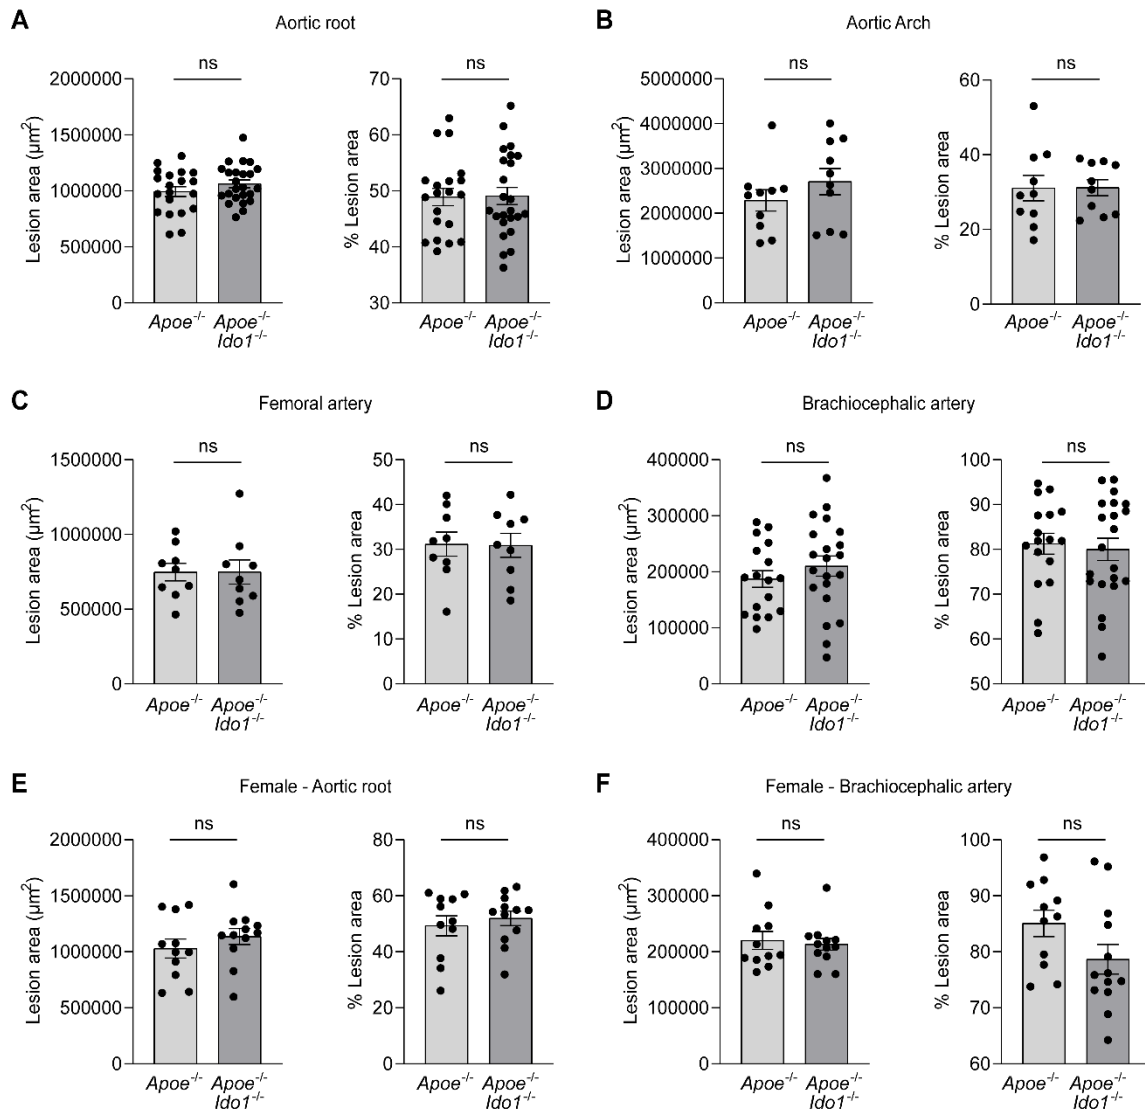 A
Aortic root
ns
Lesion area (µm²)
2000000
1500000
1000000
500000
0
Apoe⁻/⁻
Apoe⁻/⁻
Ido1⁻/⁻
ns
% Lesion area
70
60
50
40
30
Apoe⁻/⁻
Apoe⁻/⁻
Ido1⁻/⁻
B
Aortic Arch
ns
Lesion area (µm²)
5000000
4000000
3000000
2000000
1000000
0
Apoe⁻/⁻
Apoe⁻/⁻
Ido1⁻/⁻
ns
% Lesion area
60
40
20
0
Apoe⁻/⁻
Apoe⁻/⁻
Ido1⁻/⁻
C
Femoral artery
ns
Lesion area (µm²)
1500000
1000000
500000
0
Apoe⁻/⁻
Apoe⁻/⁻
Ido1⁻/⁻
ns
% Lesion area
50
40
30
20
10
0
Apoe⁻/⁻
Apoe⁻/⁻
Ido1⁻/⁻
D
Brachiocephalic artery
ns
Lesion area (µm²)
400000
300000
200000
100000
0
Apoe⁻/⁻
Apoe⁻/⁻
Ido1⁻/⁻
ns
% Lesion area
100
90
80
70
60
50
Apoe⁻/⁻
Apoe⁻/⁻
Ido1⁻/⁻
E
Female - Aortic root
ns
Lesion area (µm²)
2000000
1500000
1000000
500000
0
Apoe⁻/⁻
Apoe⁻/⁻
Ido1⁻/⁻
ns
% Lesion area
80
60
40
20
0
Apoe⁻/⁻
Apoe⁻/⁻
Ido1⁻/⁻
F
Female - Brachiocephalic artery
ns
Lesion area (µm²)
400000
300000
200000
100000
0
Apoe⁻/⁻
Apoe⁻/⁻
Ido1⁻/⁻
ns
% Lesion area
100
90
80
70
60
Apoe⁻/⁻
Apoe⁻/⁻
Ido1⁻/⁻